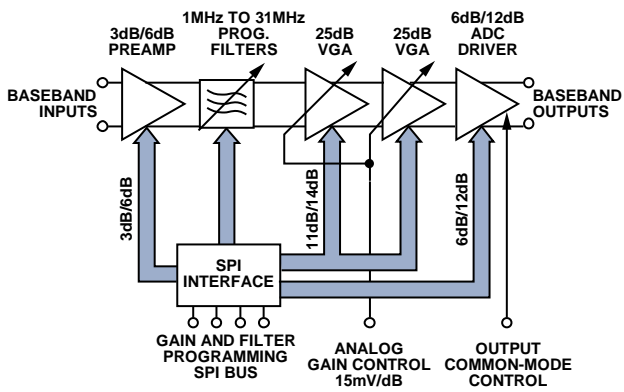 3dB/6dB
PREAMP
1MHz TO 31MHz
PROG.
FILTERS
25dB
VGA
25dB
VGA
6dB/12dB
ADC
DRIVER
BASEBAND
INPUTS
BASEBAND
OUTPUTS
3dB/6dB
11dB/14dB
6dB/12dB
SPI
INTERFACE
GAIN AND FILTER
PROGRAMMING
SPI BUS
ANALOG
GAIN CONTROL
15mV/dB
OUTPUT
COMMON-MODE
CONTROL